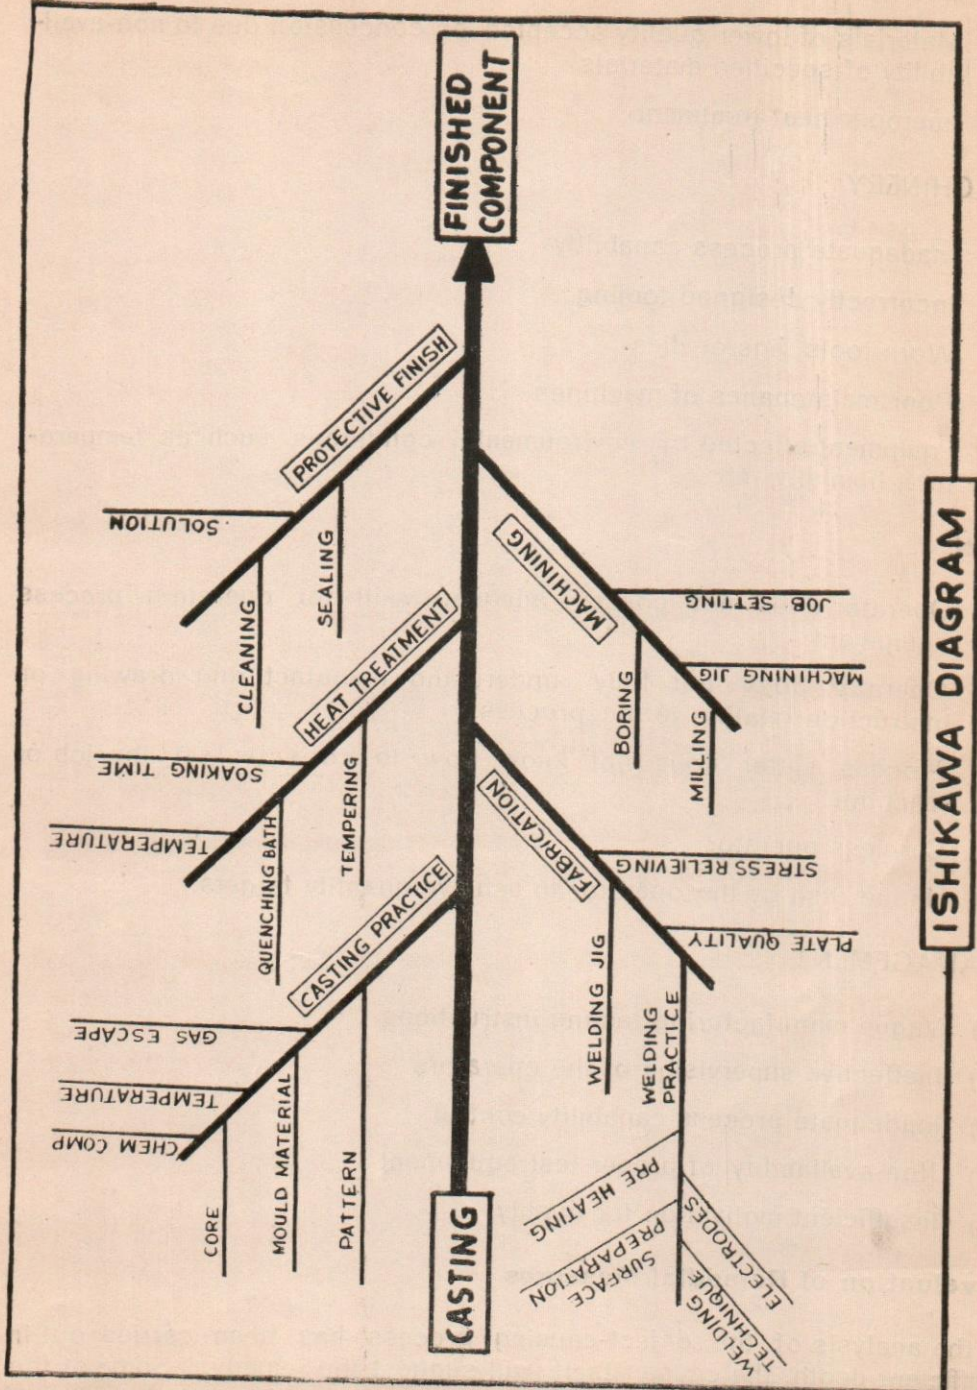 FINISHED
COMPONENT
PROTECTIVE FINISH
SOLUTION
CLEANING
SEALING
HEAT TREATMENT
SOAKING TIME
TEMPERATURE
QUENCHING BATH
TEMPERING
CASTING PRACTICE
GAS ESCAPE
TEMPERATURE
CHEM COMP
CORE
MOULD MATERIAL
PATTERN
CASTING
MACHINING
JOB SETTING
BORING
MACHINING JIG
MILLING
FABRICATION
STRESS RELIEVING
WELDING JIG
PLATE QUALITY
WELDING
PRACTICE
PRE HEATING
SURFACE
PREPARATION
ELECTRODES
WELDING
TECHNIQUE
ISHIKAWA DIAGRAM